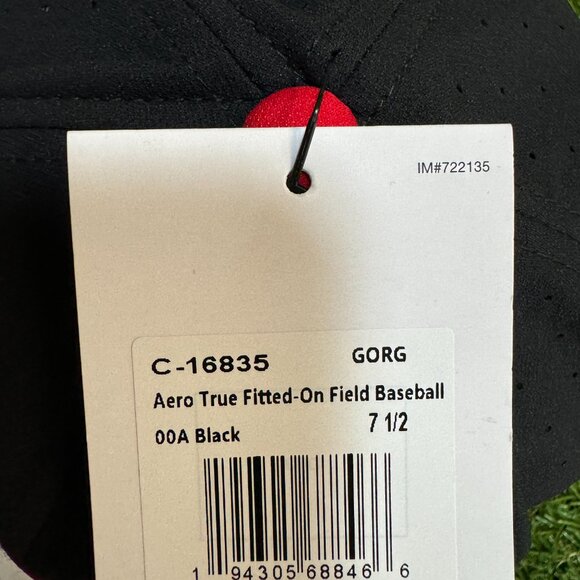 IM#722135
C-16835 GORG
Aero True Fitted-On Field Baseball
00A Black 7 1/2
1 94305 68846 6